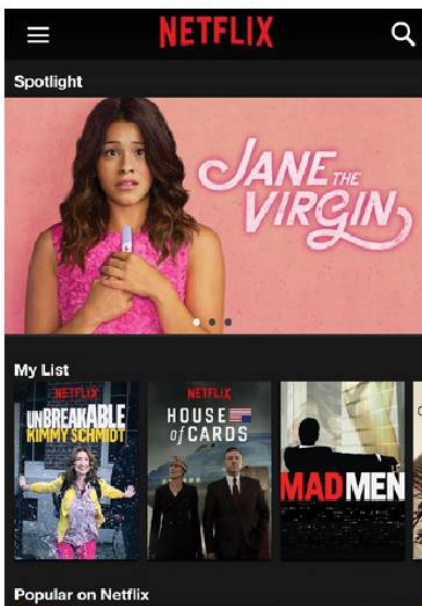 NETFLIX
Spotlight
JANE THE
VIRGIN
My List
NETFLIX
UNBREAKABLE
KIMMY SCHMIDT
NETFLIX
HOUSE
of CARDS
MAD MEN
Popular on Netflix